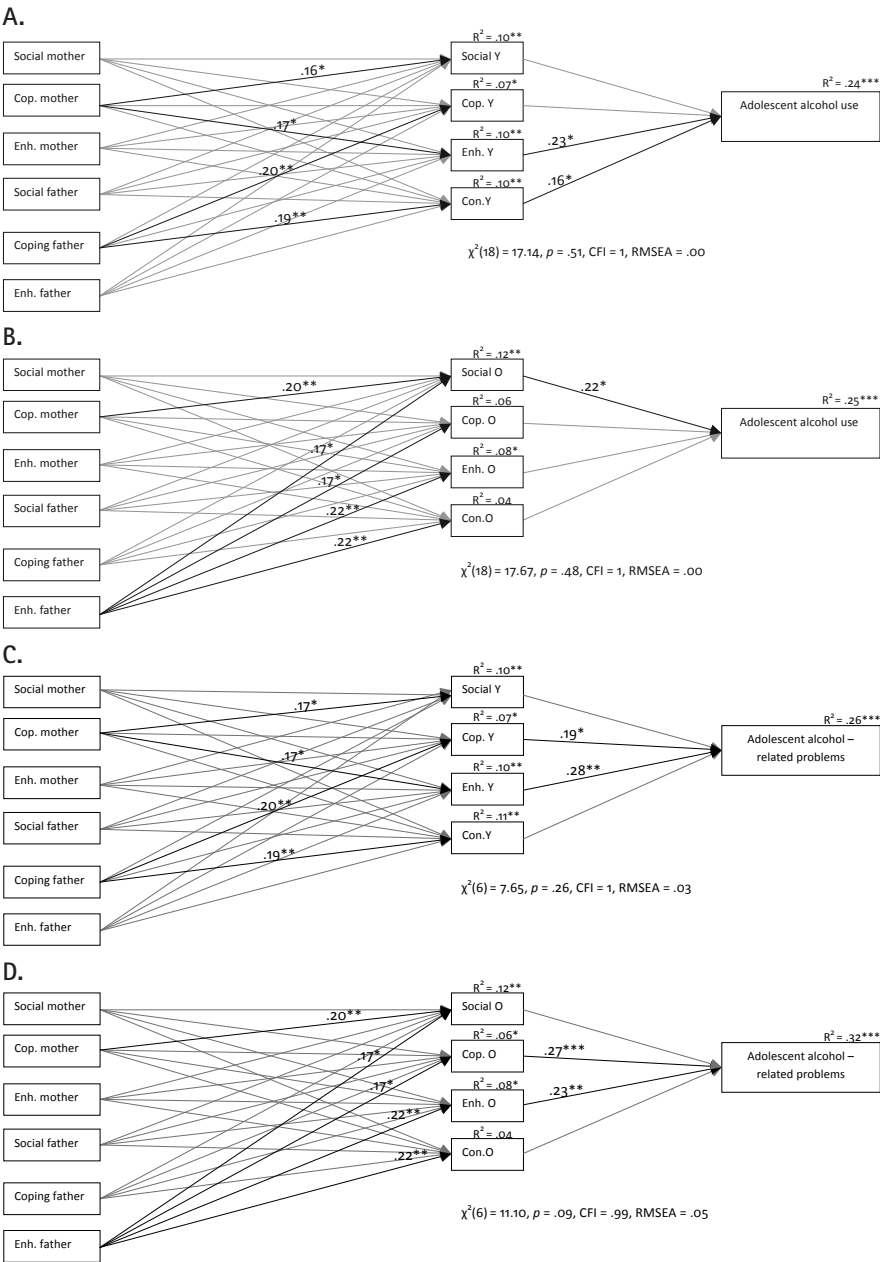 A.
R² = .10**
Social mother
Social Y
.16*
R² = .07*
R² = .24***
Cop. mother
Cop. Y
Adolescent alcohol use
.17*
R² = .10**
Enh. mother
Enh. Y
.23*
.20**
R² = .10**
.16*
Social father
Con.Y
.19**
Coping father
χ²(18) = 17.14, p = .51, CFI = 1, RMSEA = .00
Enh. father
B.
R² = .12**
Social mother
Social O
.20**
.22*
R² = .25***
Cop. mother
R² = .06
Cop. O
Adolescent alcohol use
.17*
R² = .08*
Enh. mother
Enh. O
.17*
R² = .04
Social father
.22**
Con.O
.22**
Coping father
χ²(18) = 17.67, p = .48, CFI = 1, RMSEA = .00
Enh. father
C.
R² = .10**
Social mother
Social Y
.17*
R² = .07*
R² = .26***
Cop. mother
Cop. Y
.19*
Adolescent alcohol –
related problems
.17*
R² = .10**
.28**
Enh. mother
Enh. Y
.20**
R² = .11**
Social father
Con.Y
.19**
Coping father
χ²(6) = 7.65, p = .26, CFI = 1, RMSEA = .03
Enh. father
D.
R² = .12**
Social mother
Social O
.20**
R² = .06*
R² = .32***
Cop. mother
Cop. O
.27***
Adolescent alcohol –
related problems
.17*
.17*
R² = .08*
.23**
Enh. mother
Enh. O
.22**
R² = .04
Social father
Con.O
.22**
Coping father
χ²(6) = 11.10, p = .09, CFI = .99, RMSEA = .05
Enh. father